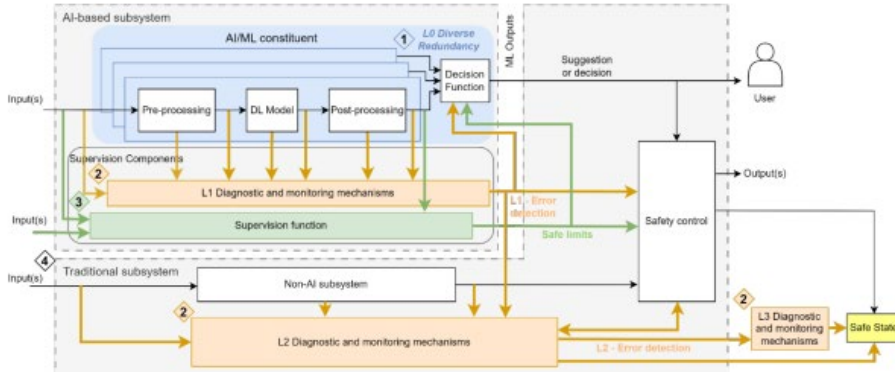 AI-based subsystem
AI/ML constituent
1
L0 Diverse
Redundancy
ML Outputs
Decision
Function
Suggestion
or decision
User
Input(s)
Pre-processing
DL Model
Post-processing
Supervision Components
2
L1 Diagnostic and monitoring mechanisms
L1 - Error
detection
3
Supervision function
Safe limits
Input(s)
Safety control
Output(s)
4
Traditional subsystem
Input(s)
Non-AI subsystem
2
L2 Diagnostic and monitoring mechanisms
L2 - Error detection
2
L3 Diagnostic
and monitoring
mechanisms
Safe State